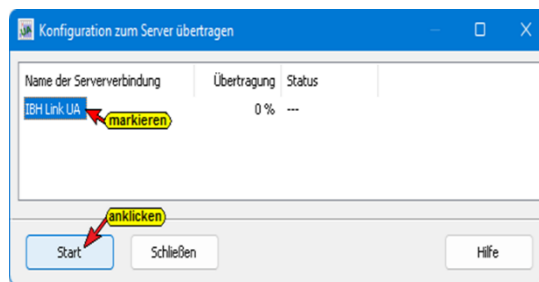 Konfiguration zum Server übertragen
Name der Serververbindung Übertragung Status
IBH Link UA 0 % ---
markieren
anklicken
Start Schließen Hilfe